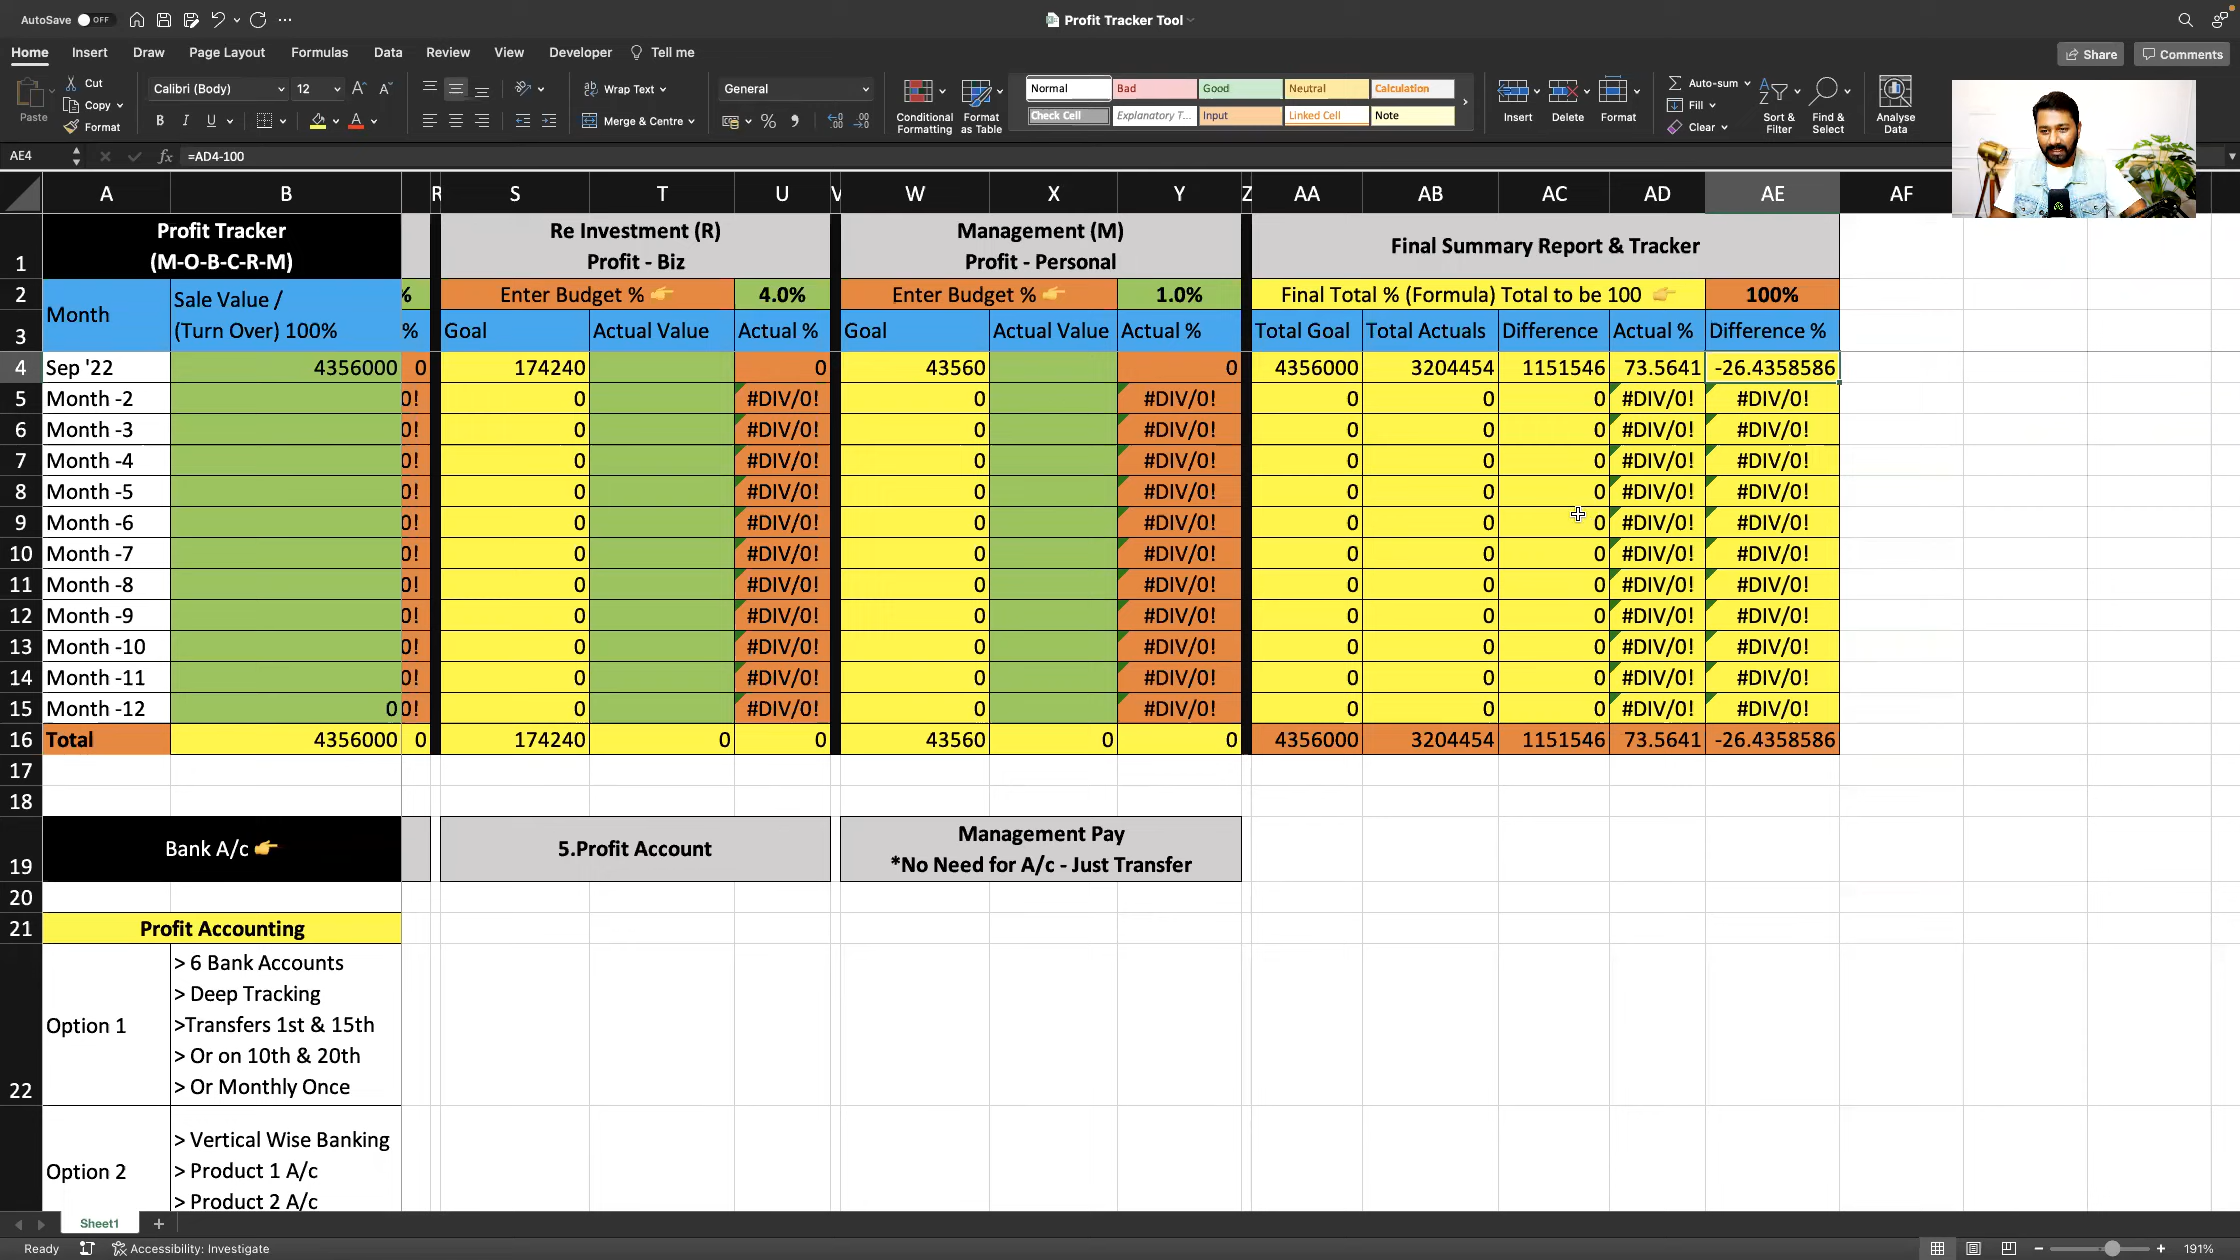 AutoSave OFF
Profit Tracker Tool
Home Insert Draw Page Layout Formulas Data Review View Developer Tell me
Share Comments
Paste
Cut
Copy
Format
Calibri (Body) 12
B I U
Wrap Text
Merge & Centre
General
Conditional Formatting
Format as Table
Normal Bad Good Neutral Calculation
Check Cell Explanatory T... Input Linked Cell Note
Insert Delete Format
Auto-sum
Fill
Clear
Sort & Filter
Find & Select
Analyse Data
AE4 fx =AD4-100
A B R S T U V W X Y Z AA AB AC AD AE AF
1 Profit Tracker (M-O-B-C-R-M) Re Investment (R) Profit - Biz Management (M) Profit - Personal Final Summary Report & Tracker
2 Month Sale Value / % Enter Budget % 👉 4.0% Enter Budget % 👉 1.0% Final Total % (Formula) Total to be 100 👉 100%
3 (Turn Over) 100% % Goal Actual Value Actual % Goal Actual Value Actual % Total Goal Total Actuals Difference Actual % Difference %
4 Sep '22 4356000 0 174240 0 43560 0 4356000 3204454 1151546 73.5641 -26.4358586
5 Month -2 0! 0 #DIV/0! 0 #DIV/0! 0 0 0 #DIV/0! #DIV/0!
6 Month -3 0! 0 #DIV/0! 0 #DIV/0! 0 0 0 #DIV/0! #DIV/0!
7 Month -4 0! 0 #DIV/0! 0 #DIV/0! 0 0 0 #DIV/0! #DIV/0!
8 Month -5 0! 0 #DIV/0! 0 #DIV/0! 0 0 0 #DIV/0! #DIV/0!
9 Month -6 0! 0 #DIV/0! 0 #DIV/0! 0 0 0 #DIV/0! #DIV/0!
10 Month -7 0! 0 #DIV/0! 0 #DIV/0! 0 0 0 #DIV/0! #DIV/0!
11 Month -8 0! 0 #DIV/0! 0 #DIV/0! 0 0 0 #DIV/0! #DIV/0!
12 Month -9 0! 0 #DIV/0! 0 #DIV/0! 0 0 0 #DIV/0! #DIV/0!
13 Month -10 0! 0 #DIV/0! 0 #DIV/0! 0 0 0 #DIV/0! #DIV/0!
14 Month -11 0! 0 #DIV/0! 0 #DIV/0! 0 0 0 #DIV/0! #DIV/0!
15 Month -12 0 0! 0 #DIV/0! 0 #DIV/0! 0 0 0 #DIV/0! #DIV/0!
16 Total 4356000 0 174240 0 0 43560 0 0 4356000 3204454 1151546 73.5641 -26.4358586
17
18
19 Bank A/c 👉 5.Profit Account Management Pay *No Need for A/c - Just Transfer
20
21 Profit Accounting
22 Option 1
> 6 Bank Accounts
> Deep Tracking
>Transfers 1st & 15th
> Or on 10th & 20th
> Or Monthly Once
Option 2
> Vertical Wise Banking
> Product 1 A/c
> Product 2 A/c
Sheet1
Ready Accessibility: Investigate 191%